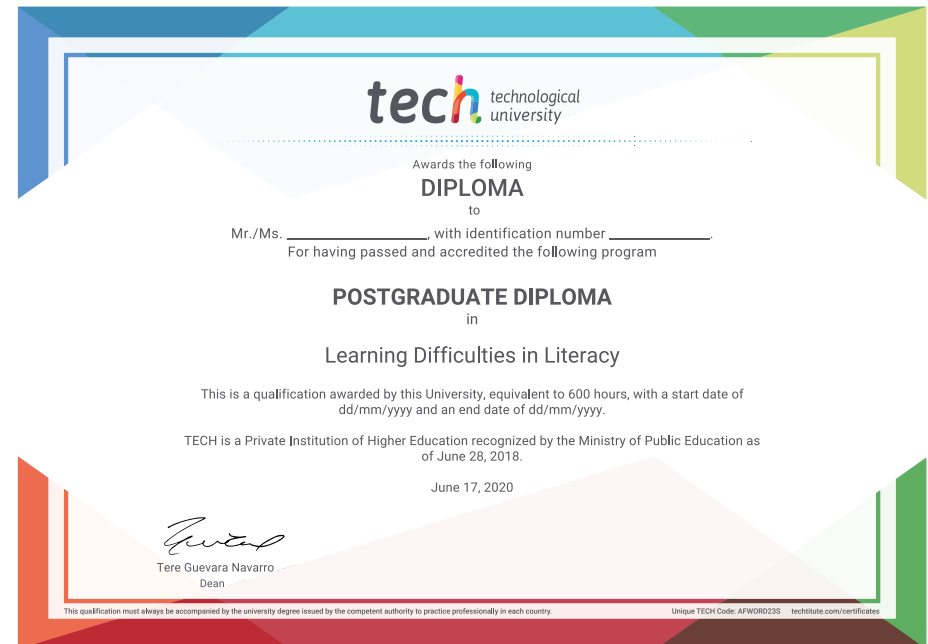 tech technological
university
Awards the following
DIPLOMA
to
Mr./Ms. ____________________, with identification number ______________.
For having passed and accredited the following program
POSTGRADUATE DIPLOMA
in
Learning Difficulties in Literacy
This is a qualification awarded by this University, equivalent to 600 hours, with a start date of
dd/mm/yyyy and an end date of dd/mm/yyyy.
TECH is a Private Institution of Higher Education recognized by the Ministry of Public Education as
of June 28, 2018.
June 17, 2020
Tere Guevara Navarro
Dean
This qualification must always be accompanied by the university degree issued by the competent authority to practice professionally in each country. Unique TECH Code: AFWORD23S techtitute.com/certificates